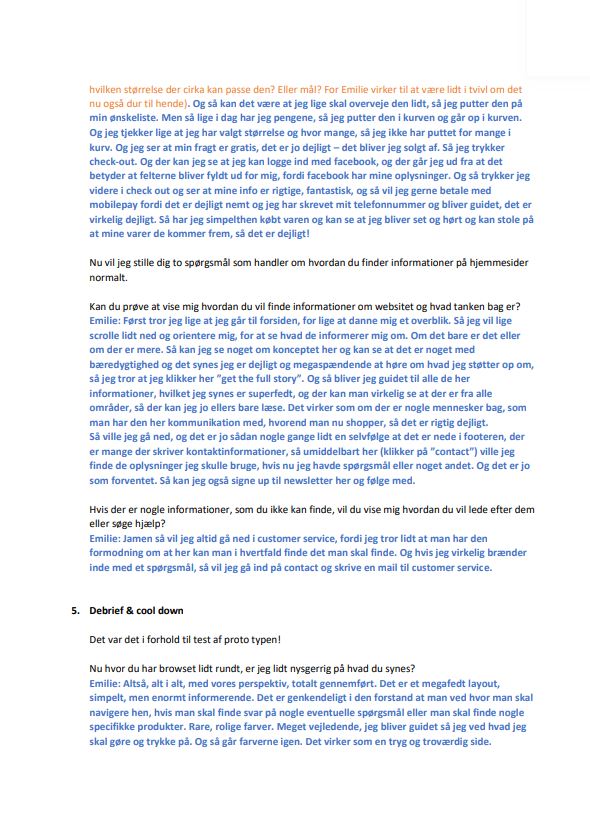 hvilken størrelse der cirka kan passe den? Eller mål? For Emilie virker til at være lidt i tvivl om det
nu også dur til hende). Og så kan det være at jeg lige skal overveje den lidt, så jeg putter den på
min ønskeliste. Men så lige i dag har jeg pengene, så jeg putter den i kurven og går op i kurven.
Og jeg tjekker lige at jeg har valgt størrelse og hvor mange, så jeg ikke har puttet for mange i
kurv. Og jeg ser at min fragt er gratis, det er jo dejligt – det bliver jeg solgt af. Så jeg trykker
check-out. Og der kan jeg se at jeg kan logge ind med facebook, og der går jeg ud fra at det
betyder at felterne bliver fyldt ud for mig, fordi facebook har mine oplysninger. Og så trykker jeg
videre i check out og ser at mine info er rigtige, fantastisk, og så vil jeg gerne betale med
mobilepay fordi det er dejligt nemt og jeg har skrevet mit telefonnummer og bliver guidet, det er
virkelig dejligt. Så har jeg simpelthen købt varen og kan se at jeg bliver set og hørt og kan stole på
at mine varer de kommer frem, så det er dejligt!
Nu vil jeg stille dig to spørgsmål som handler om hvordan du finder informationer på hjemmesider
normalt.
Kan du prøve at vise mig hvordan du vil finde informationer om websitet og hvad tanken bag er?
Emilie: Først tror jeg lige at jeg går til forsiden, for lige at danne mig et overblik. Så jeg vil lige
scrolle lidt ned og orientere mig, for at se hvad de informerer mig om. Om det bare er det eller
om der er mere. Så kan jeg se noget om konceptet her og kan se at det er noget med
bæredygtighed og det synes jeg er dejligt og megaspændende at høre om hvad jeg støtter op om,
så jeg tror at jeg klikker her ”get the full story”. Og så bliver jeg guidet til alle de her
informationer, hvilket jeg synes er superfedt, og der kan man virkelig se at der er fra alle
områder, så der kan jeg jo ellers bare læse. Det virker som om der er nogle mennesker bag, som
man har den her kommunikation med, hvorend man nu shopper, så det er rigtig dejligt.
Så ville jeg gå ned, og det er jo sådan nogle gange lidt en selvfølge at det er nede i footeren, der
er mange der skriver kontaktinformationer, så umiddelbart her (klikker på ”contact”) ville jeg
finde de oplysninger jeg skulle bruge, hvis nu jeg havde spørgsmål eller noget andet. Og det er jo
som forventet. Så kan jeg også signe up til newsletter her og følge med.
Hvis der er nogle informationer, som du ikke kan finde, vil du vise mig hvordan du vil lede efter dem
eller søge hjælp?
Emilie: Jamen så vil jeg altid gå ned i customer service, fordi jeg tror lidt at man har den
formodning om at her kan man i hvertfald finde det man skal finde. Og hvis jeg virkelig brænder
inde med et spørgsmål, så vil jeg gå ind på contact og skrive en mail til customer service.
5. Debrief & cool down
Det var det i forhold til test af proto typen!
Nu hvor du har browset lidt rundt, er jeg lidt nysgerrig på hvad du synes?
Emilie: Altså, alt i alt, med vores perspektiv, totalt gennemført. Det er et megafedt layout,
simpelt, men enormt informerende. Det er genkendeligt i den forstand at man ved hvor man skal
navigere hen, hvis man skal finde svar på nogle eventuelle spørgsmål eller man skal finde nogle
specifikke produkter. Rare, rolige farver. Meget vejledende, jeg bliver guidet så jeg ved hvad jeg
skal gøre og trykke på. Og så går farverne igen. Det virker som en tryg og troværdig side.